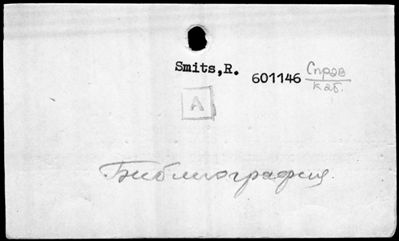 Smits,R.
601146 Справ
каб.
A
Библиография.